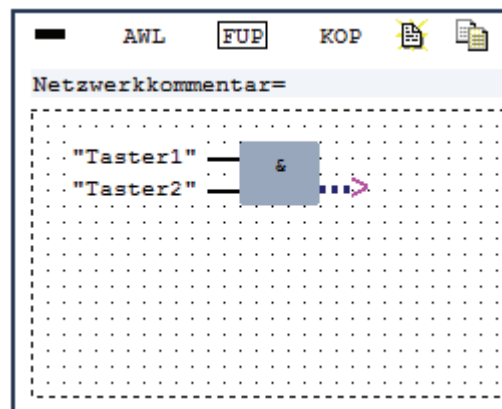 AWL FUP KOP
Netzwerkkommentar=
"Taster1"
&
"Taster2"